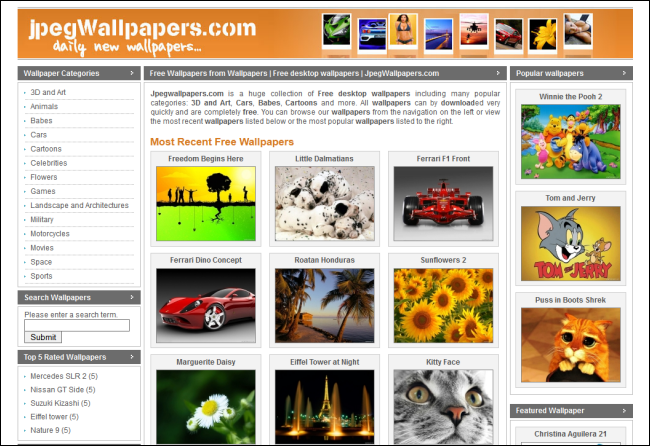 jpegWallpapers.com
daily new wallpapers...
Wallpaper Categories
3D and Art
Animals
Babes
Cars
Cartoons
Celebrities
Flowers
Games
Landscape and Architectures
Military
Motorcycles
Movies
Space
Sports
Search Wallpapers
Please enter a search term.
Submit
Top 5 Rated Wallpapers
Mercedes SLR 2 (5)
Nissan GT Side (5)
Suzuki Kizashi (5)
Eiffel tower (5)
Nature 9 (5)
Free Wallpapers from Wallpapers | Free desktop wallpapers | JpegWallpapers.com
Jpegwallpapers.com is a huge collection of Free desktop wallpapers including many popular
categories: 3D and Art, Cars, Babes, Cartoons and more. All wallpapers can by downloaded very
quickly and are completely free. You can browse our wallpapers from the navigation on the left or view
the most recent wallpapers listed below or the most popular wallpapers listed to the right.
Most Recent Free Wallpapers
Freedom Begins Here
Little Dalmatians
Ferrari F1 Front
Ferrari Dino Concept
Roatan Honduras
Sunflowers 2
Marguerite Daisy
Eiffel Tower at Night
Kitty Face
Popular wallpapers
Winnie the Pooh 2
Tom and Jerry
TOM and JERRY
Puss in Boots Shrek
Featured Wallpaper
Christina Aguilera 21